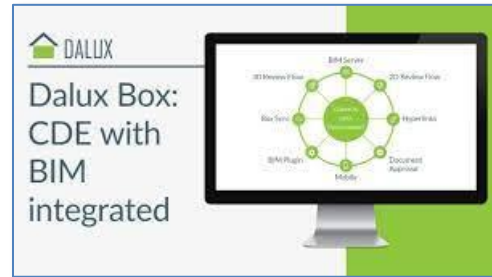 DALUX
Dalux Box:
CDE with
BIM
integrated
BIM Server
3D Review Flow
2D Review Flow
Box Sync
Hyperlinks
BIM Plugin
Document
Approval
Mobile